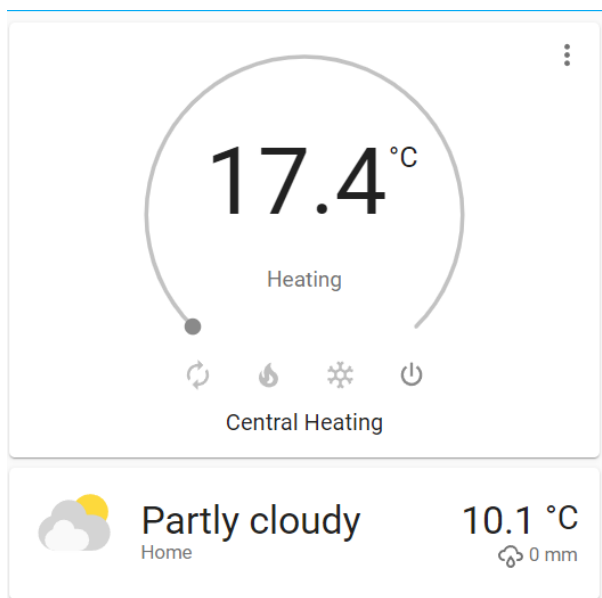 17.4 °C
Heating
Central Heating
Partly cloudy 10.1 °C
Home 0 mm